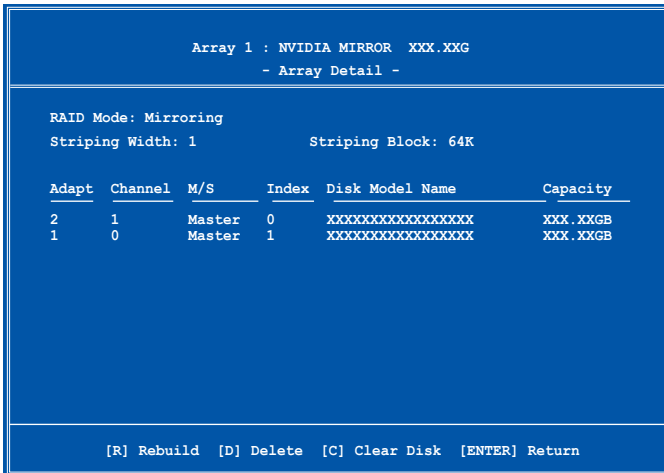 Array 1 : NVIDIA MIRROR XXX.XXG
- Array Detail -
RAID Mode: Mirroring
Striping Width: 1 Striping Block: 64K
Adapt Channel M/S Index Disk Model Name Capacity
2 1 Master 0 XXXXXXXXXXXXXXXXX XXX.XXGB
1 0 Master 1 XXXXXXXXXXXXXXXXX XXX.XXGB
[R] Rebuild [D] Delete [C] Clear Disk [ENTER] Return